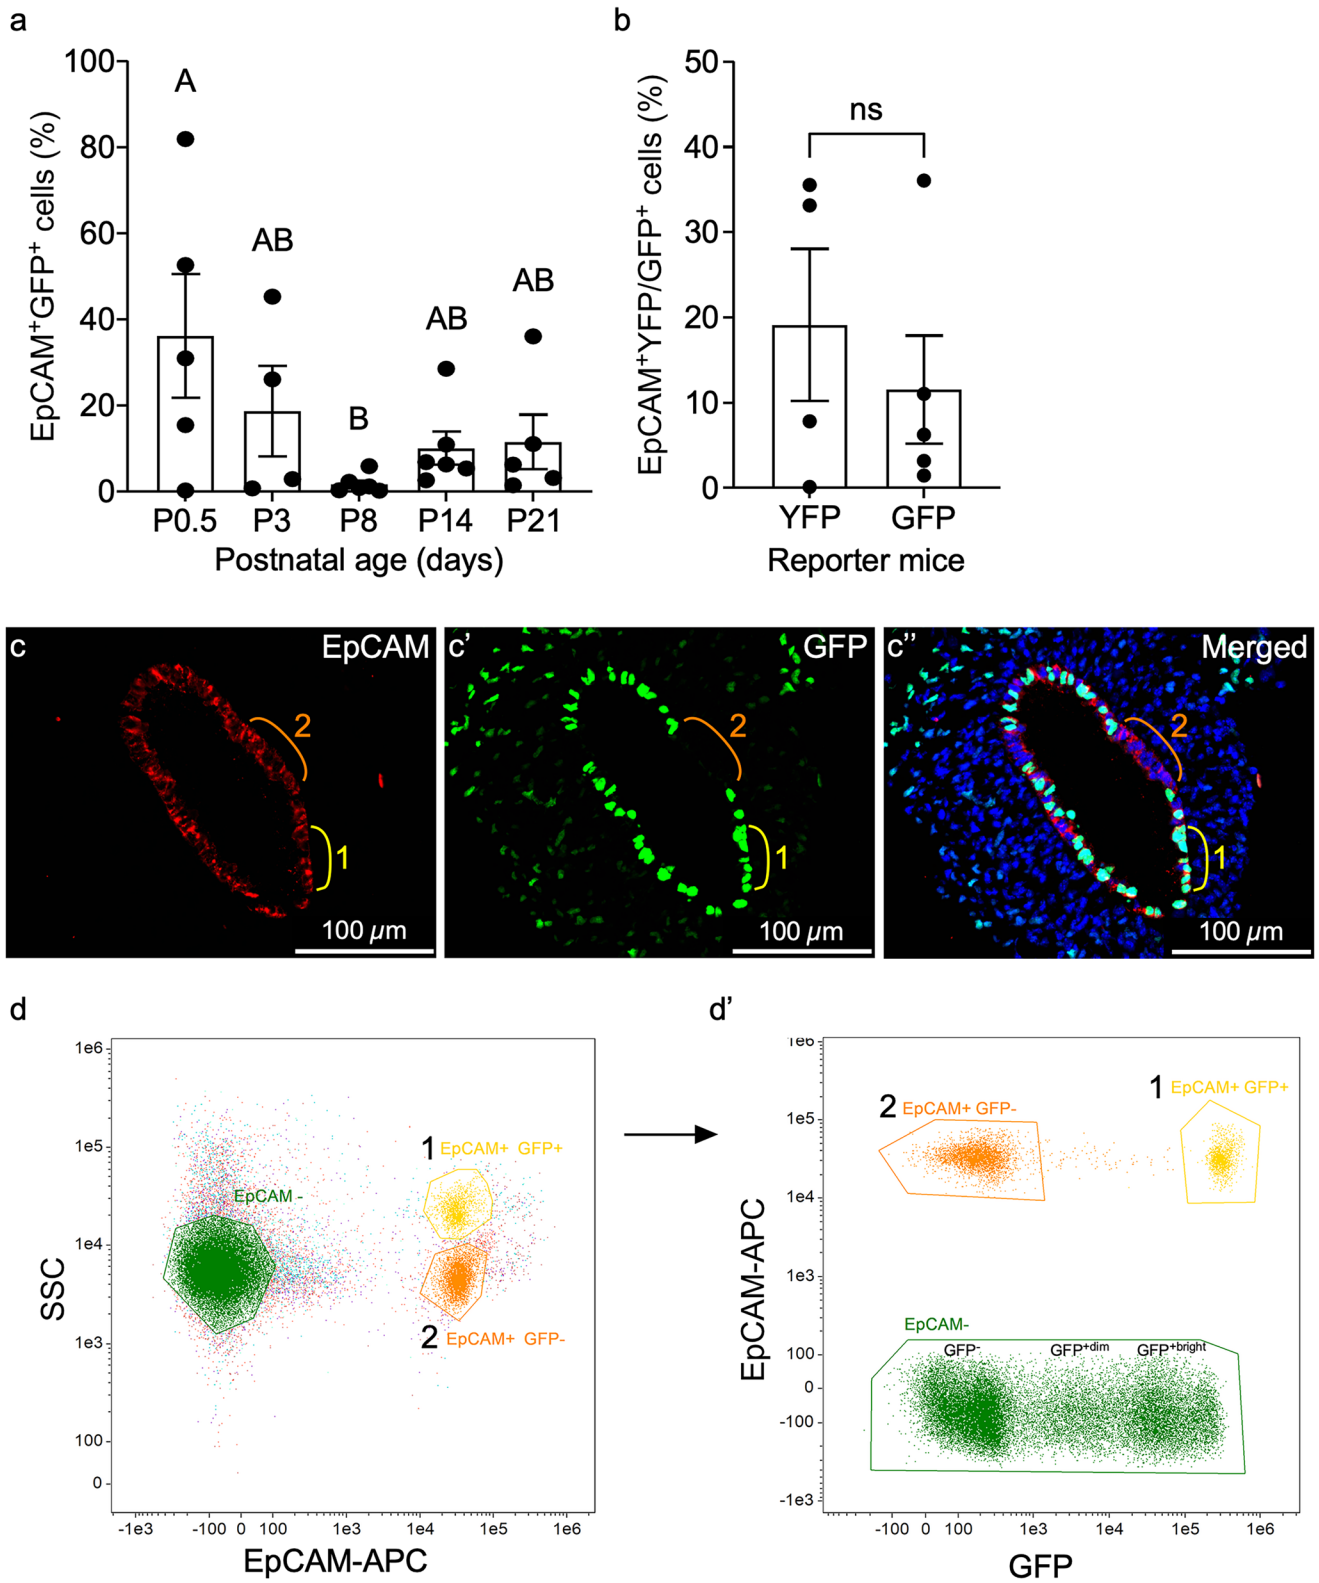 a
100
80
60
40
20
0
EpCAM⁺GFP⁺ cells (%)
A
AB
B
AB
AB
P0.5 P3 P8 P14 P21
Postnatal age (days)
b
50
40
30
20
10
0
EpCAM⁺YFP/GFP⁺ cells (%)
ns
YFP GFP
Reporter mice
c EpCAM
2
1
100 µm
c’ GFP
2
1
100 µm
c’’ Merged
2
1
100 µm
d
1e6
1e5
1e4
1e3
100
0
SSC
1 EpCAM+ GFP+
EpCAM -
2 EpCAM+ GFP-
-1e3 -100 0 100 1e3 1e4 1e5 1e6
EpCAM-APC
d’
1e6
1e5
1e4
1e3
100
0
-100
-1e3
EpCAM-APC
1 EpCAM+ GFP+
2 EpCAM+ GFP-
EpCAM-
GFP⁻ GFP⁺ᵈⁱᵐ GFP⁺ᵇʳⁱᵍʰᵗ
-100 0 100 1e3 1e4 1e5 1e6
GFP